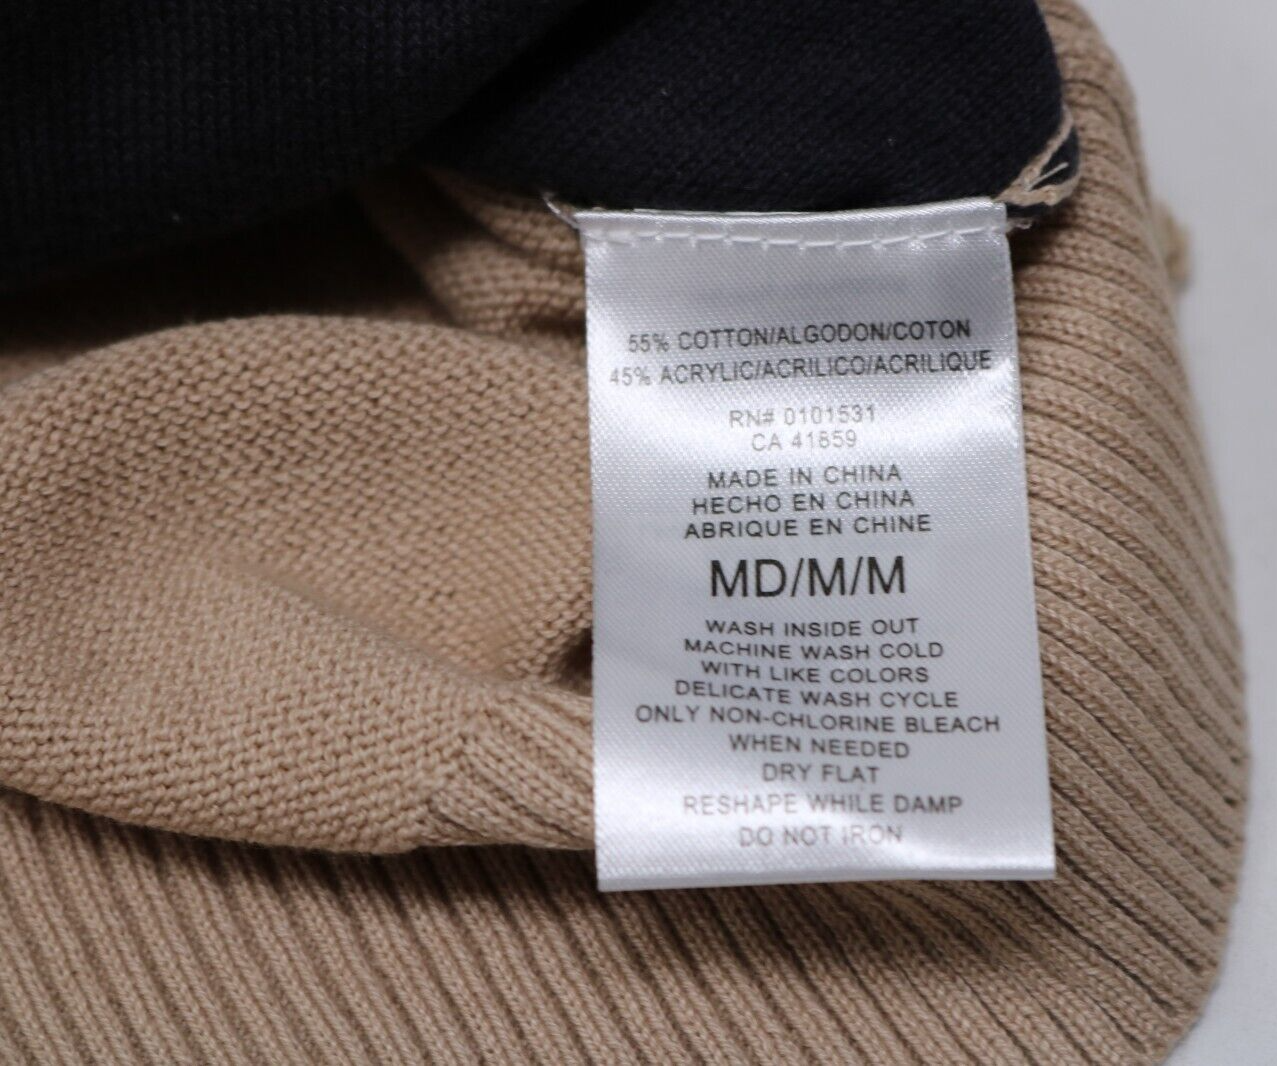 55% COTTON/ALGODON/COTON
45% ACRYLIC/ACRILICO/ACRILIQUE
RN# 0101531
CA 41859
MADE IN CHINA
HECHO EN CHINA
ABRIQUE EN CHINE
MD/M/M
WASH INSIDE OUT
MACHINE WASH COLD
WITH LIKE COLORS
DELICATE WASH CYCLE
ONLY NON-CHLORINE BLEACH
WHEN NEEDED
DRY FLAT
RESHAPE WHILE DAMP
DO NOT IRON